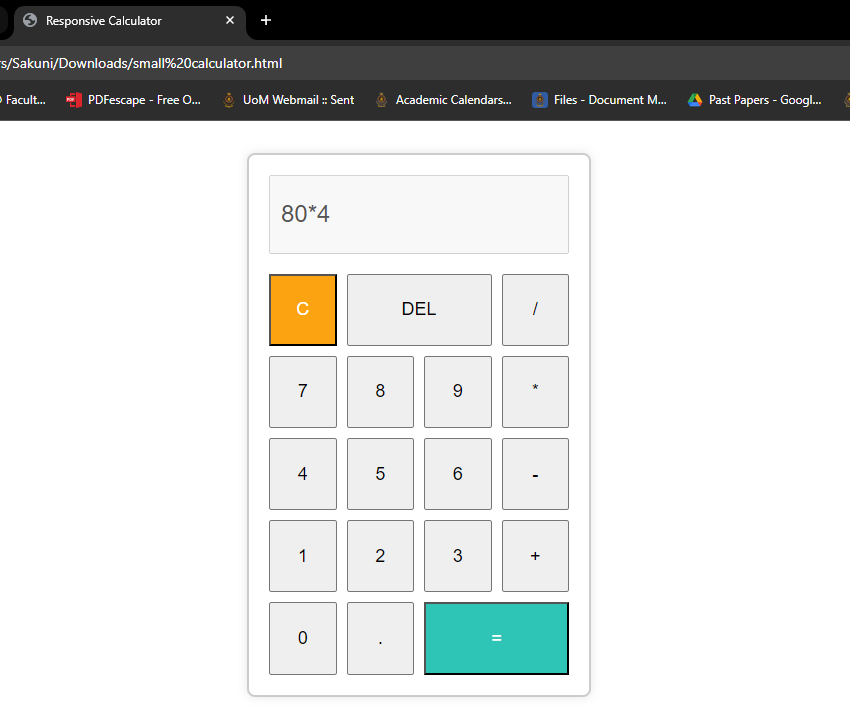 Responsive Calculator
rs/Sakuni/Downloads/small%20calculator.html
Facult... PDFescape - Free O... UoM Webmail :: Sent Academic Calendars... Files - Document M... Past Papers - Googl...
80*4
C DEL /
7 8 9 *
4 5 6 -
1 2 3 +
0 . =